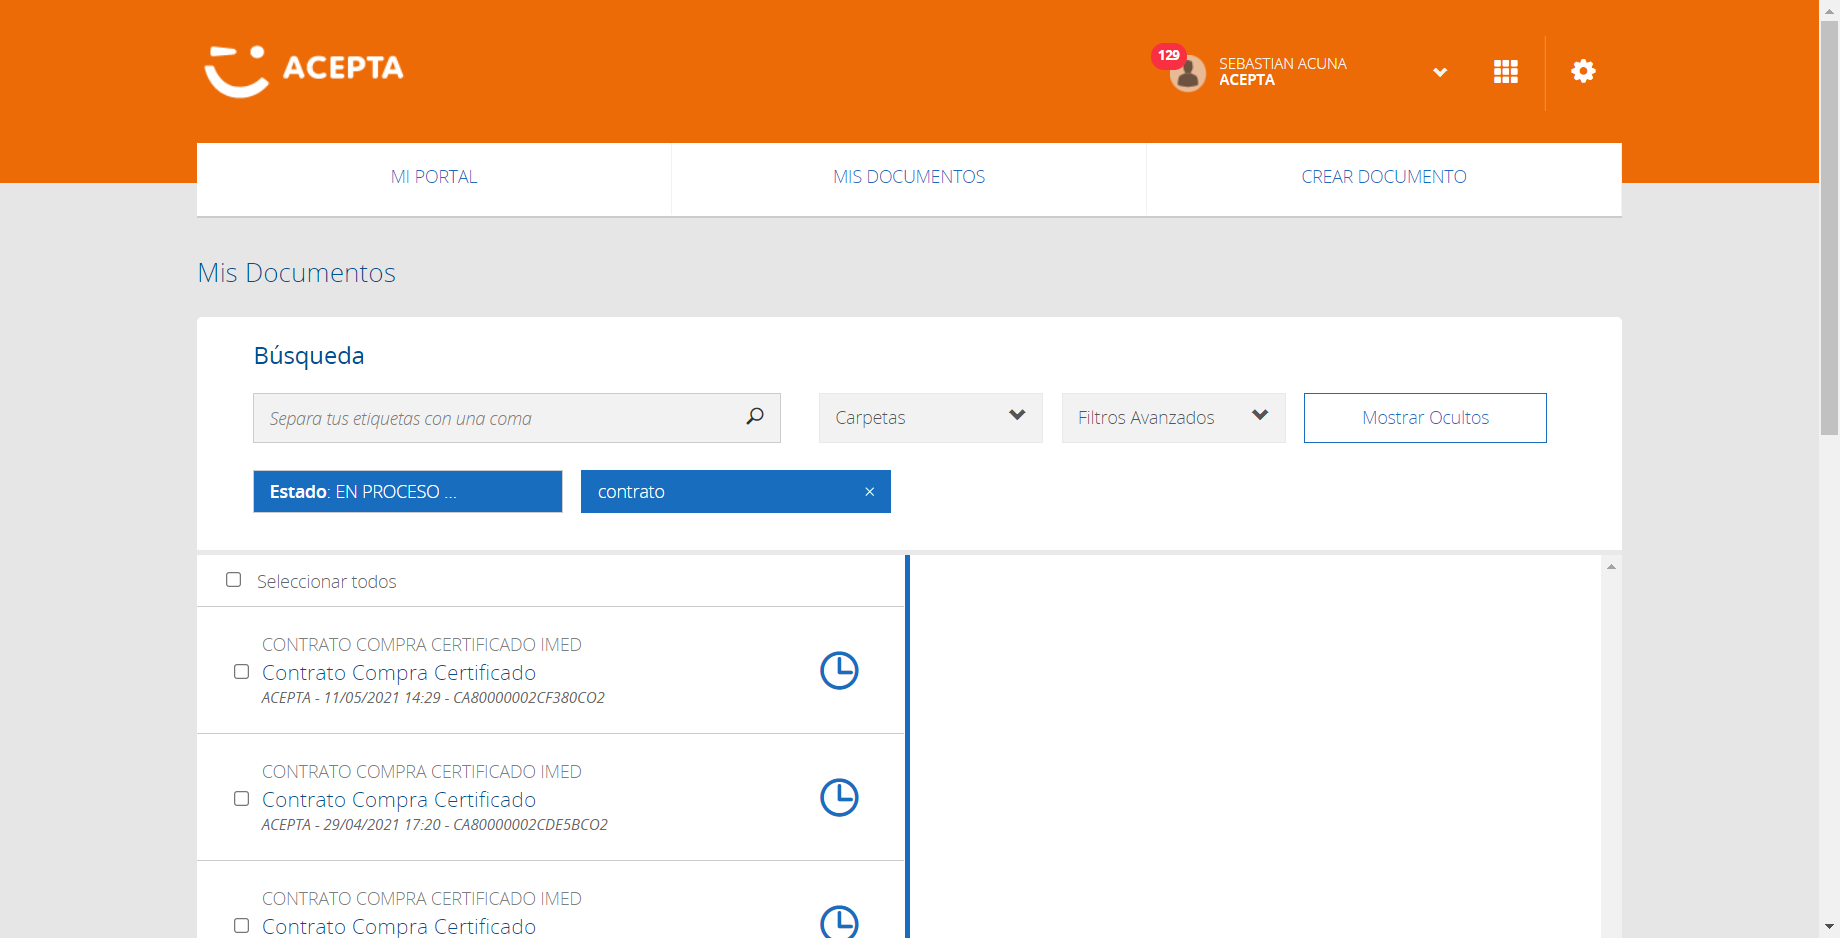 ACEPTA
129
SEBASTIAN ACUNA
ACEPTA
MI PORTAL
MIS DOCUMENTOS
CREAR DOCUMENTO
Mis Documentos
Búsqueda
Separa tus etiquetas con una coma
Carpetas
Filtros Avanzados
Mostrar Ocultos
Estado: EN PROCESO ...
contrato ×
Seleccionar todos
CONTRATO COMPRA CERTIFICADO IMED
Contrato Compra Certificado
ACEPTA - 11/05/2021 14:29 - CA80000002CF380CO2
CONTRATO COMPRA CERTIFICADO IMED
Contrato Compra Certificado
ACEPTA - 29/04/2021 17:20 - CA80000002CDE5BCO2
CONTRATO COMPRA CERTIFICADO IMED
Contrato Compra Certificado